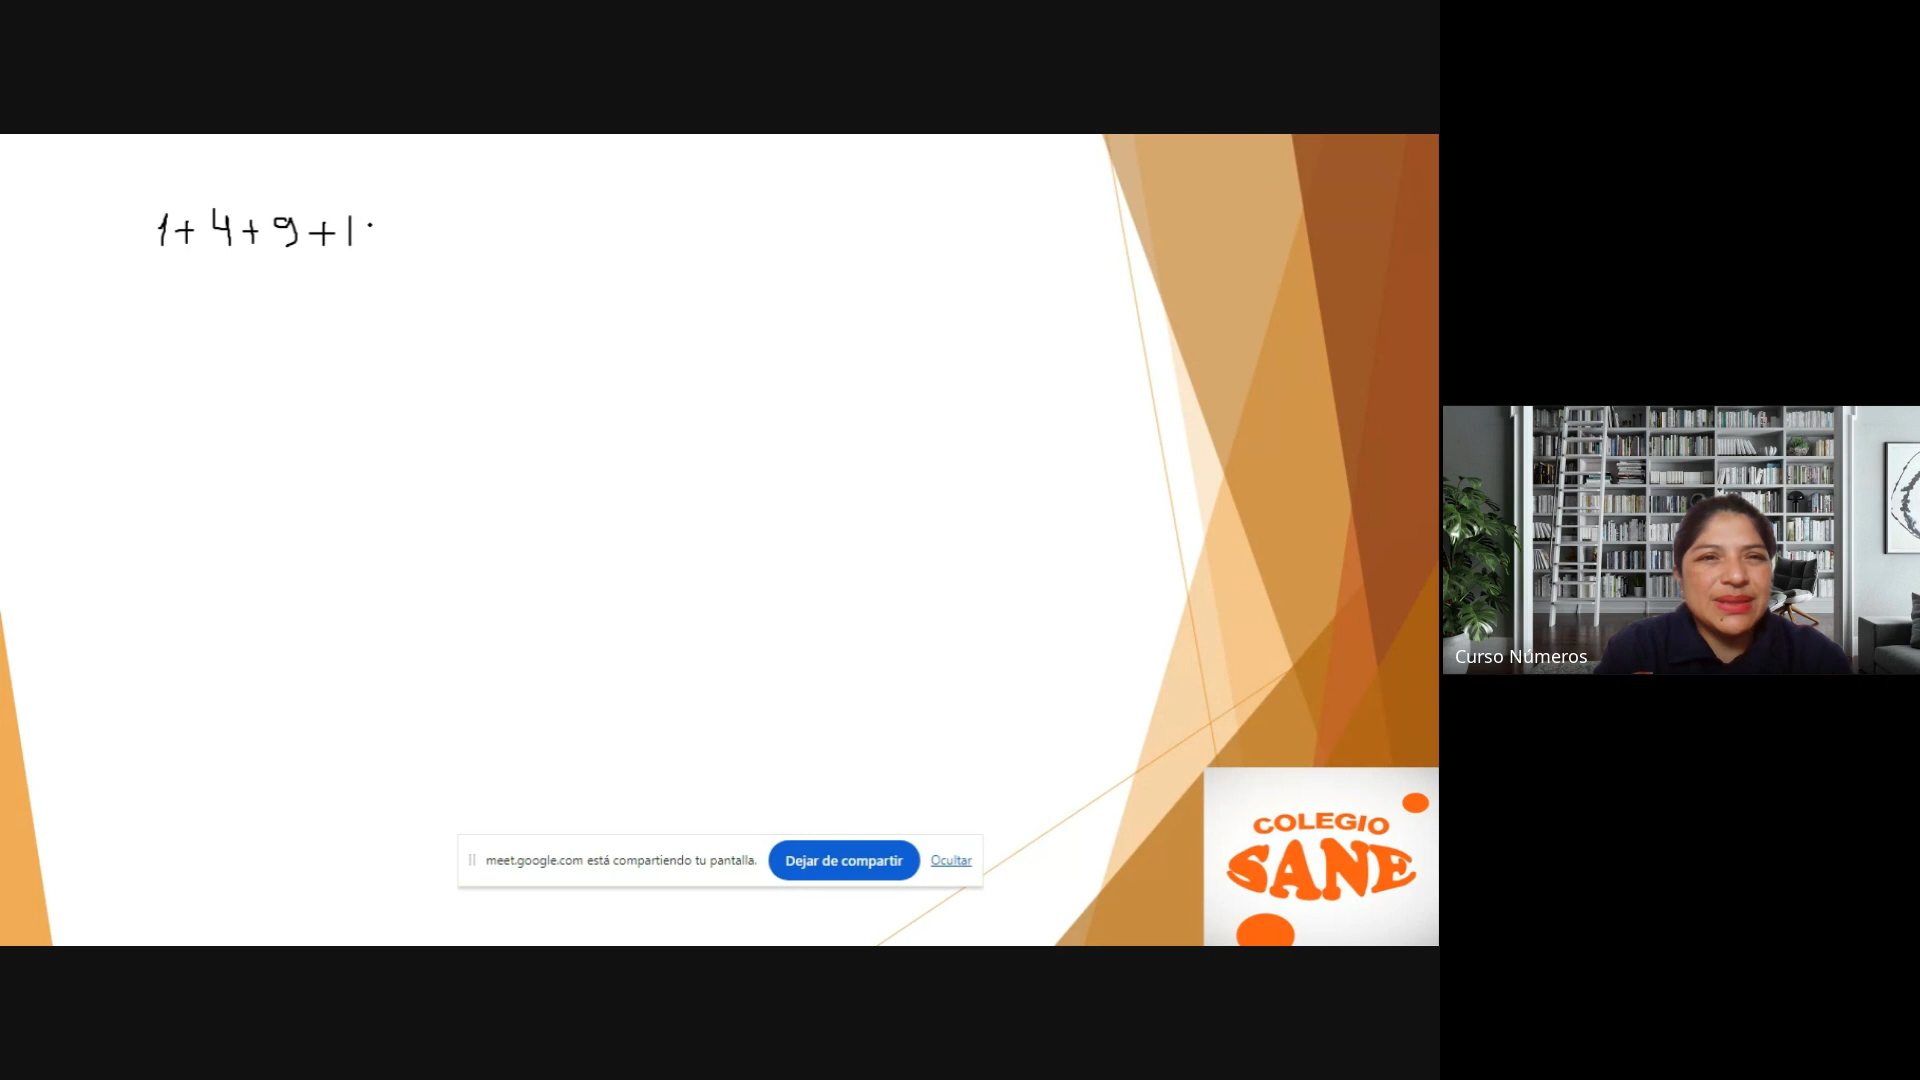 1+4+9+1·
meet.google.com está compartiendo tu pantalla. Dejar de compartir Ocultar
COLEGIO
SANE
Curso Números